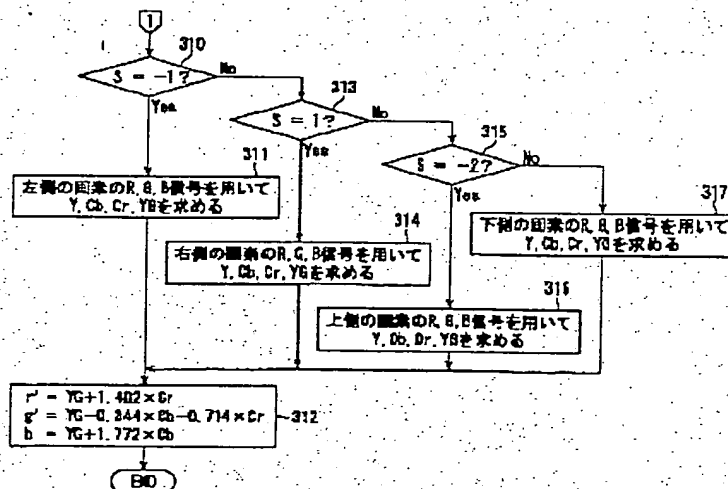 1
310
S = -1?
No
Yes
313
S = 1?
No
Yes
315
S = -2?
No
Yes
311
左側の画素のR,G,B信号を用いて
Y,Cb,Cr,YGを求める
314
右側の画素のR,G,B信号を用いて
Y,Cb,Cr,YGを求める
317
下側の画素のR,G,B信号を用いて
Y,Cb,Cr,YGを求める
316
上側の画素のR,G,B信号を用いて
Y,Cb,Cr,YGを求める
r' = YG+1.402×Cr
g' = YG-0.344×Cb-0.714×Cr
b = YG+1.772×Cb
312
END